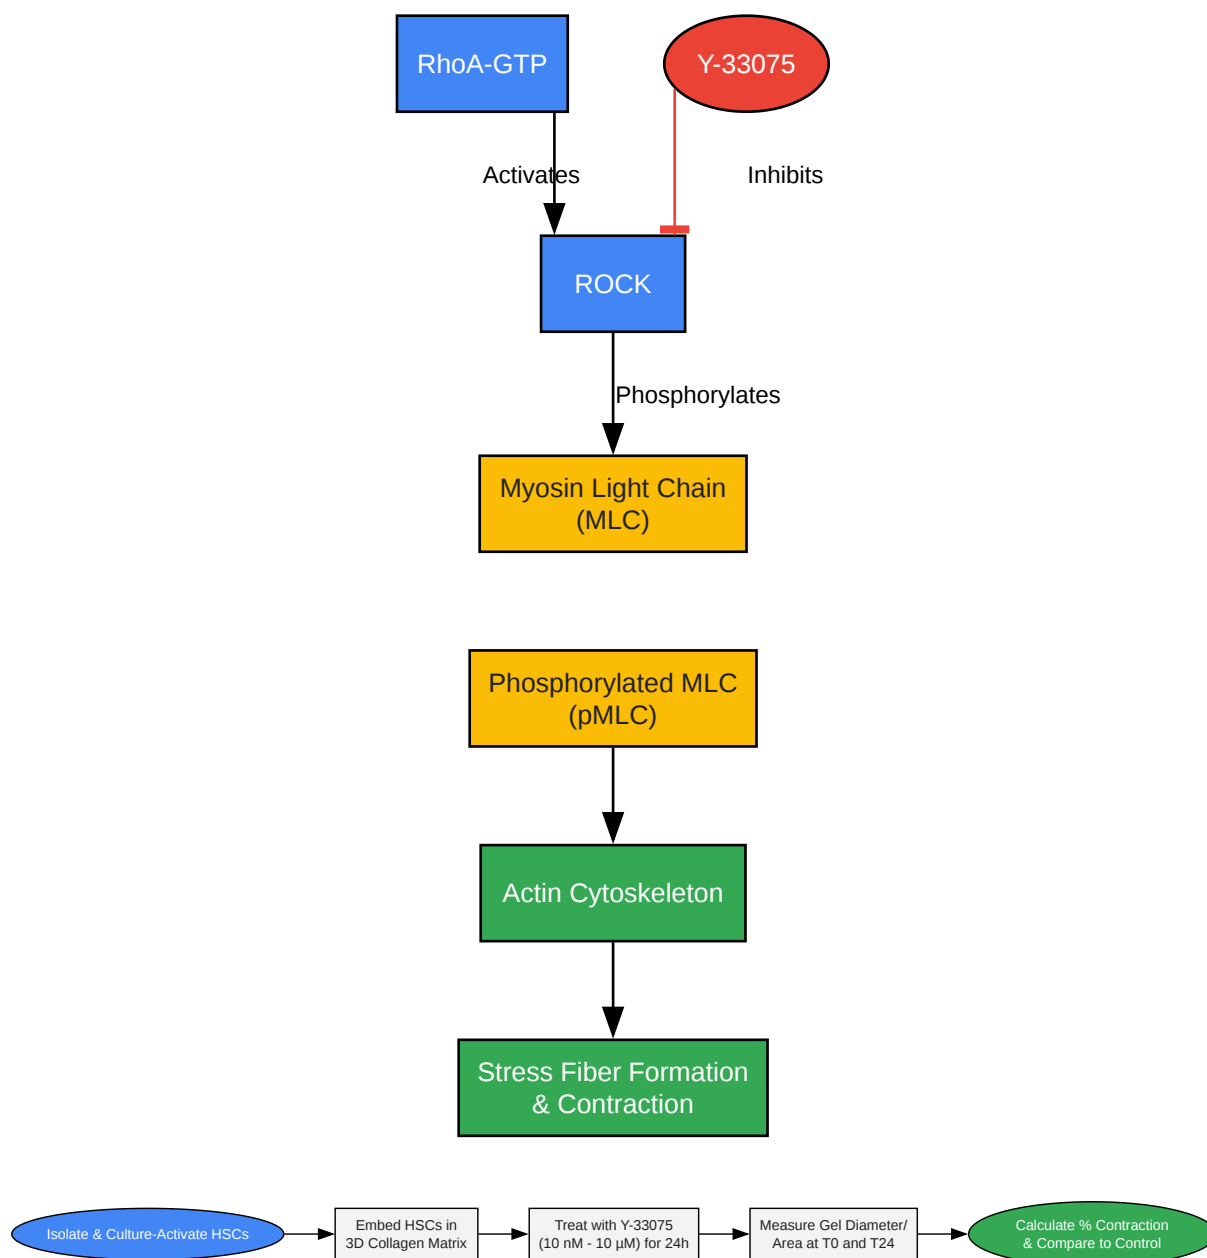 RhoA-GTP
Y-33075
Activates
Inhibits
ROCK
Phosphorylates
Myosin Light Chain
(MLC)
Phosphorylated MLC
(pMLC)
Actin Cytoskeleton
Stress Fiber Formation
& Contraction
Isolate & Culture-Activate HSCs
Embed HSCs in
3D Collagen Matrix
Treat with Y-33075
(10 nM - 10 µM) for 24h
Measure Gel Diameter/
Area at T0 and T24
Calculate % Contraction
& Compare to Control